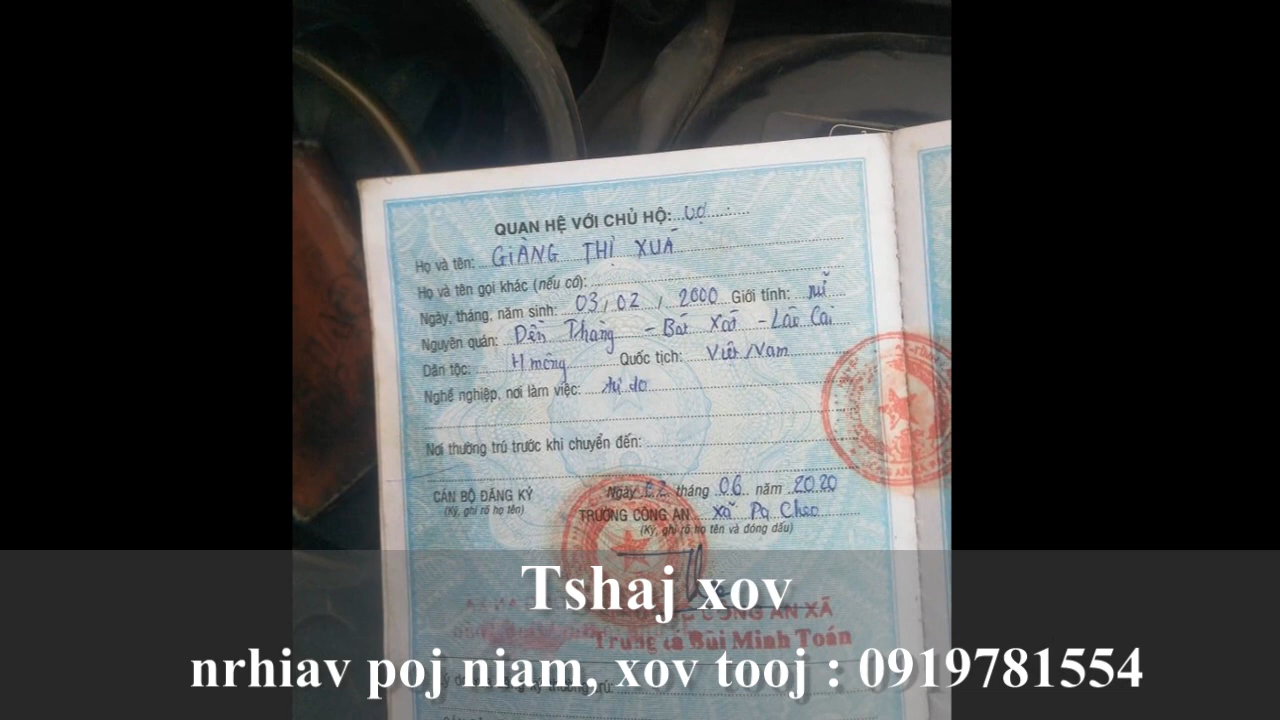 QUAN HỆ VỚI CHỦ HỘ: vợ
Họ và tên: GIÀNG THỊ XUÁ
Họ và tên gọi khác (nếu có):
Ngày, tháng, năm sinh: 03/02/2000 Giới tính: nữ
Nguyên quán: Dền Thàng - Bát Xát - Lào Cai
Dân tộc: Hmông Quốc tịch: Việt Nam
Nghề nghiệp, nơi làm việc: tự do
Nơi thường trú trước khi chuyển đến:
CÁN BỘ ĐĂNG KÝ
(Ký, ghi rõ họ tên)
Ngày tháng 06 năm 2020
TRƯỞNG CÔNG AN xã Pa Cheo
(Ký, ghi rõ họ tên và đóng dấu)
CÔNG AN XÃ
Trung tá Bùi Minh Toán
Tshaj xov
nrhiav poj niam, xov tooj : 0919781554